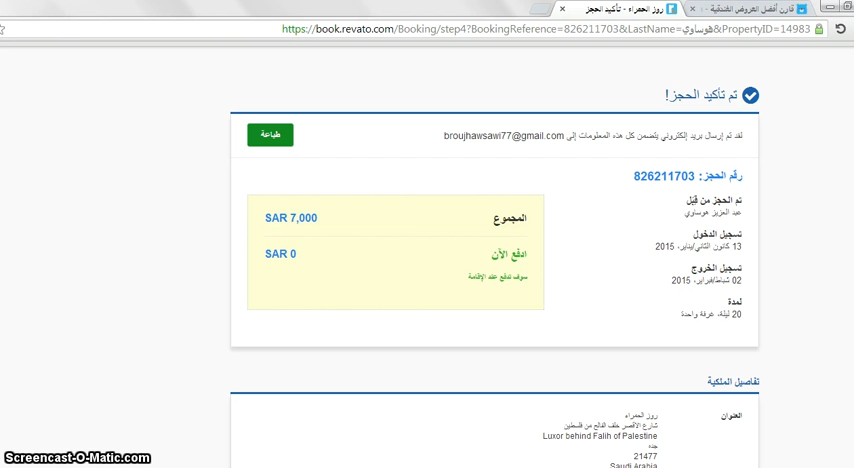 قارن أفضل العروض الفندقية
روز الحمراء - تأكيد الحجز
https://book.revato.com/Booking/step4?BookingReference=826211703&LastName=هوساوي&PropertyID=14983
تم تأكيد الحجز!
لقد تم إرسال بريد إلكتروني يتضمن كل هذه المعلومات إلى broujhawsawi77@gmail.com
طباعة
رقم الحجز: 826211703
تم الحجز من قِبَل
عبد العزيز هوساوي
تسجيل الدخول
13 كانون الثاني/يناير، 2015
تسجيل الخروج
02 شباط/فبراير، 2015
لمدة
20 ليلة، غرفة واحدة
المجموع SAR 7,000
ادفع الآن SAR 0
سوف تدفع عند الإقامة
تفاصيل الملكية
العنوان
روز الحمراء
شارع الاقصر خلف الفالح من فلسطين
Luxor behind Falih of Palestine
جده
21477
Saudi Arabia
Screencast-O-Matic.com